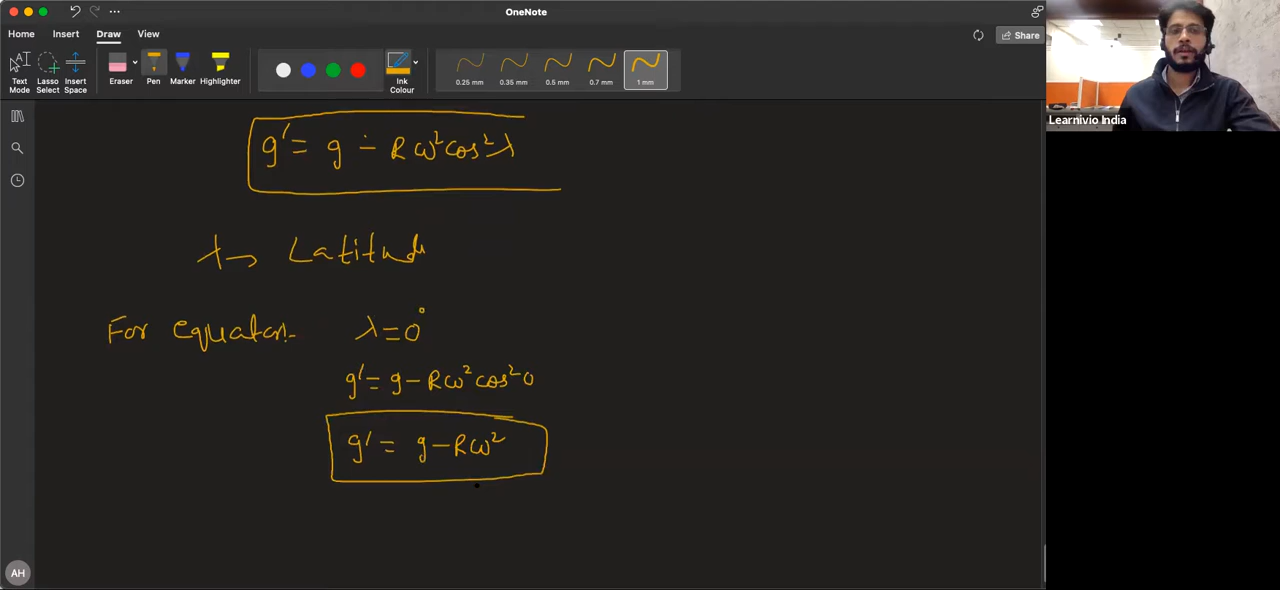 OneNote
Home Insert Draw View
Share
Text Mode Lasso Select Insert Space Eraser Pen Marker Highlighter Ink Colour 0.25 mm 0.35 mm 0.5 mm 0.7 mm 1 mm
Learnivio India
g' = g - Rω²cos²λ
λ → Latitude
For equator:- λ = 0°
g' = g - Rω²cos²0
g' = g - Rω²
AH